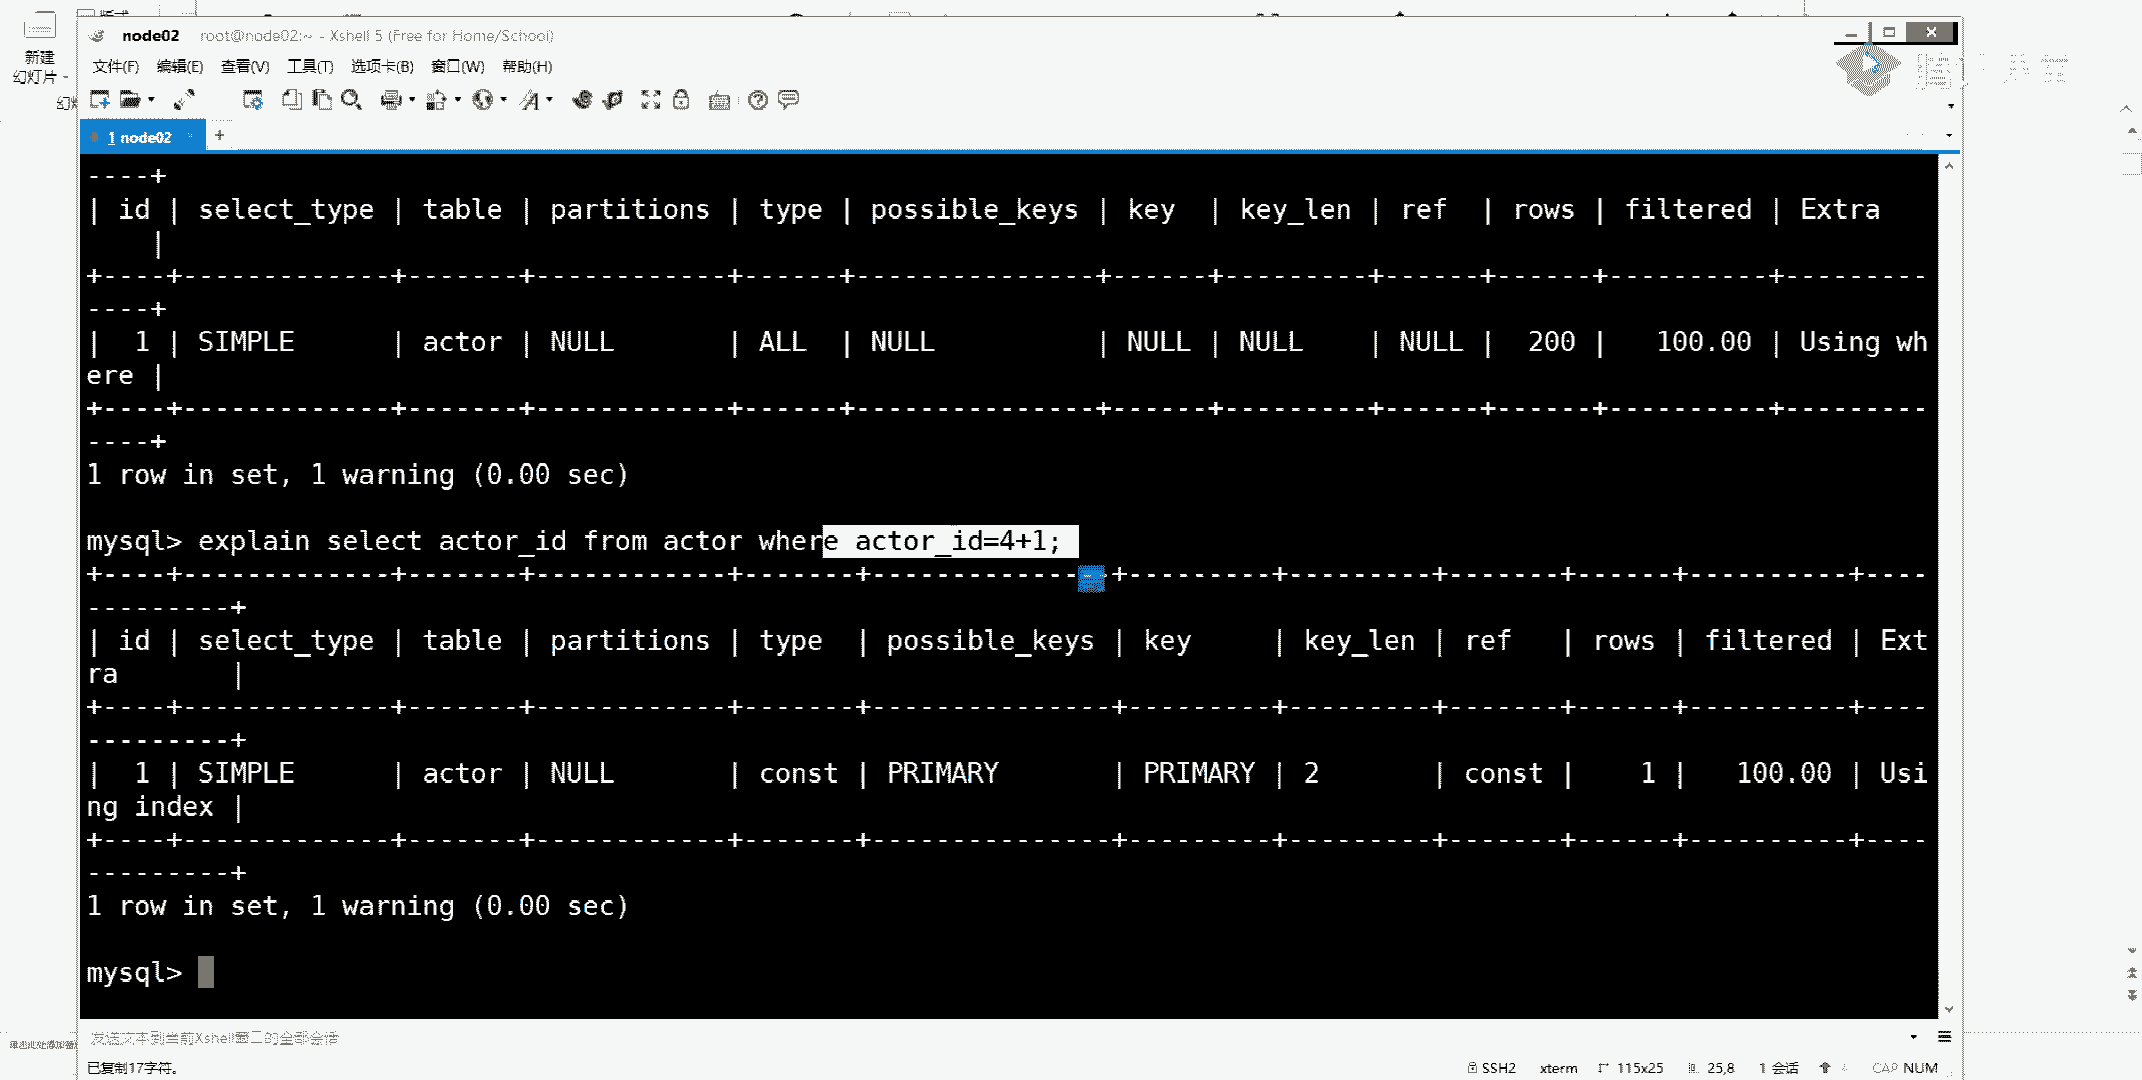 新建
幻灯片
node02 root@node02:~ - Xshell 5 (Free for Home/School)
文件(F) 编辑(E) 查看(V) 工具(T) 选项卡(B) 窗口(W) 帮助(H)
1 node02 +
----+
| id | select_type | table | partitions | type | possible_keys | key  | key_len | ref  | rows | filtered | Extra
    |
+----+-------------+-------+------------+------+---------------+------+---------+------+------+----------+---------
----+
|  1 | SIMPLE      | actor | NULL       | ALL  | NULL          | NULL | NULL    | NULL |  200 |   100.00 | Using wh
ere |
+----+-------------+-------+------------+------+---------------+------+---------+------+------+----------+---------
----+
1 row in set, 1 warning (0.00 sec)
mysql> explain select actor_id from actor where actor_id=4+1;
+----+-------------+-------+------------+-------+---------------+---------+---------+-------+------+----------+----
---------+
| id | select_type | table | partitions | type  | possible_keys | key     | key_len | ref   | rows | filtered | Ext
ra       |
+----+-------------+-------+------------+-------+---------------+---------+---------+-------+------+----------+----
---------+
|  1 | SIMPLE      | actor | NULL       | const | PRIMARY       | PRIMARY | 2       | const |    1 |   100.00 | Usi
ng index |
+----+-------------+-------+------------+-------+---------------+---------+---------+-------+------+----------+----
---------+
1 row in set, 1 warning (0.00 sec)
mysql>
发送文本到当前Xshell窗口的全部会话
已复制17字符。 SSH2 xterm 115x25 25,8 1 会话 CAP NUM